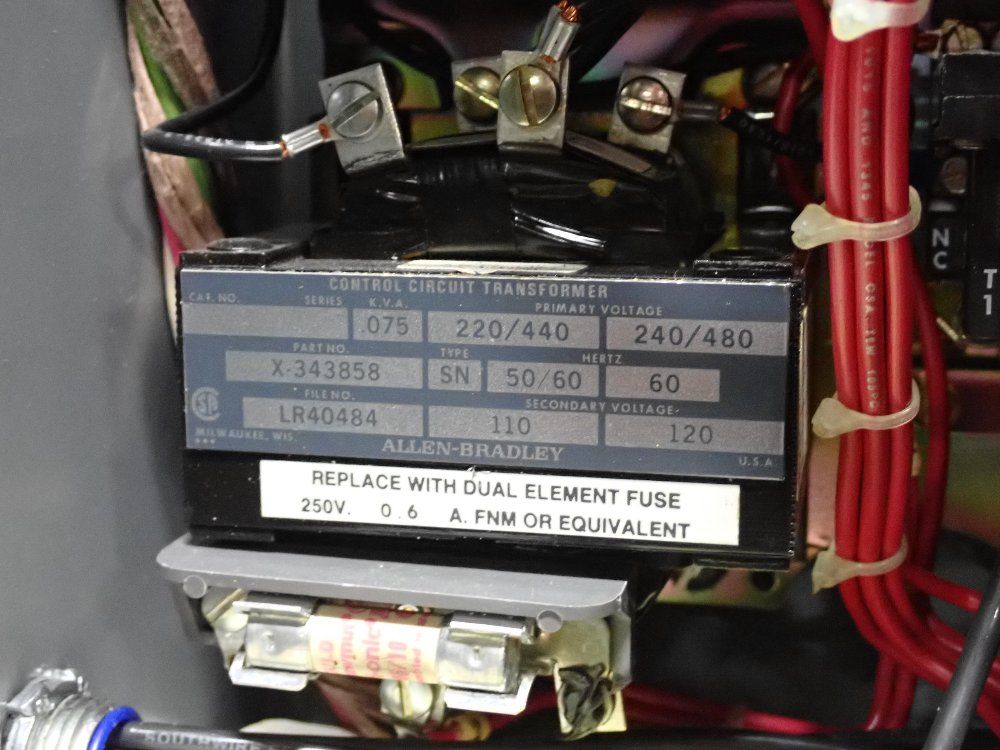 CONTROL CIRCUIT TRANSFORMER
CAT. NO. SERIES K.V.A. PRIMARY VOLTAGE
.075 220/440 240/480
PART NO. TYPE HERTZ
X-343858 SN 50/60 60
FILE NO. SECONDARY VOLTAGE
LR40484 110 120
MILWAUKEE, WIS. ALLEN-BRADLEY U.S.A
REPLACE WITH DUAL ELEMENT FUSE
250V. 0.6 A. FNM OR EQUIVALENT
N
C
T
1
SOUTHWIRE